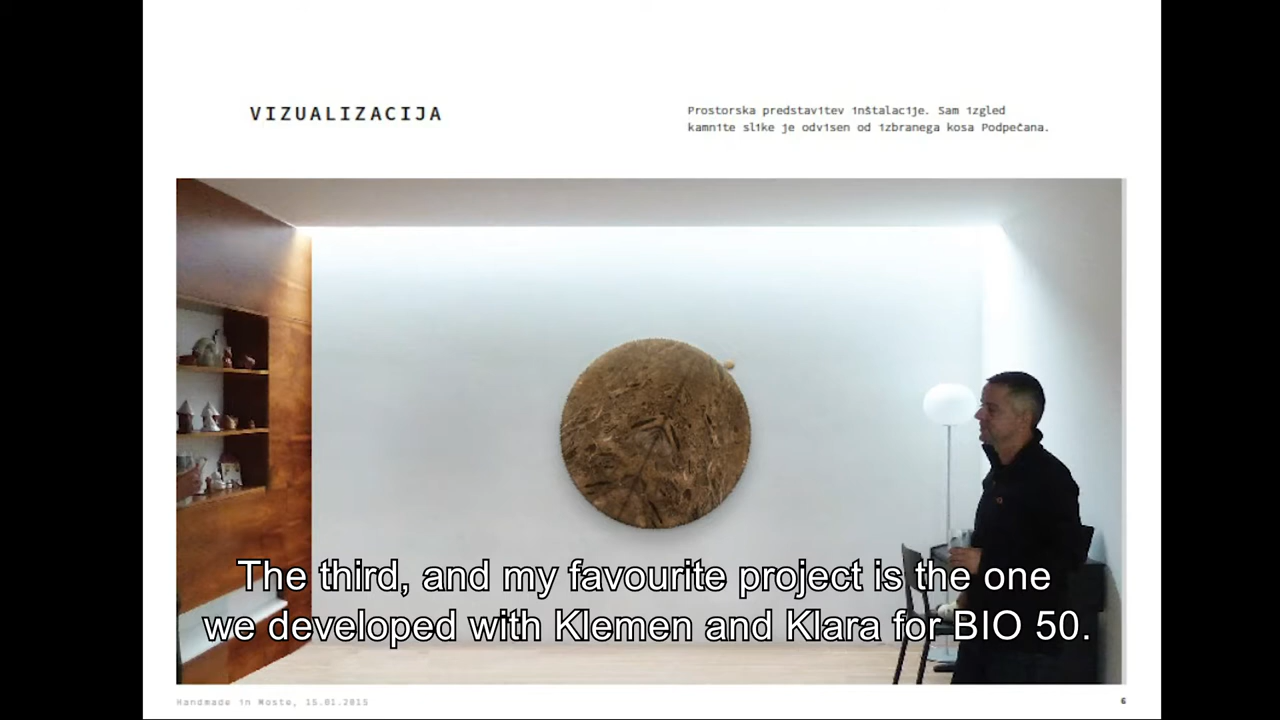 VIZUALIZACIJA
Prostorska predstavitev inštalacije. Sam izgled
kamnite slike je odvisen od izbranega kosa Podpečana.
The third, and my favourite project is the one
we developed with Klemen and Klara for BIO 50.
Handmade in Moste, 15.01.2015
6